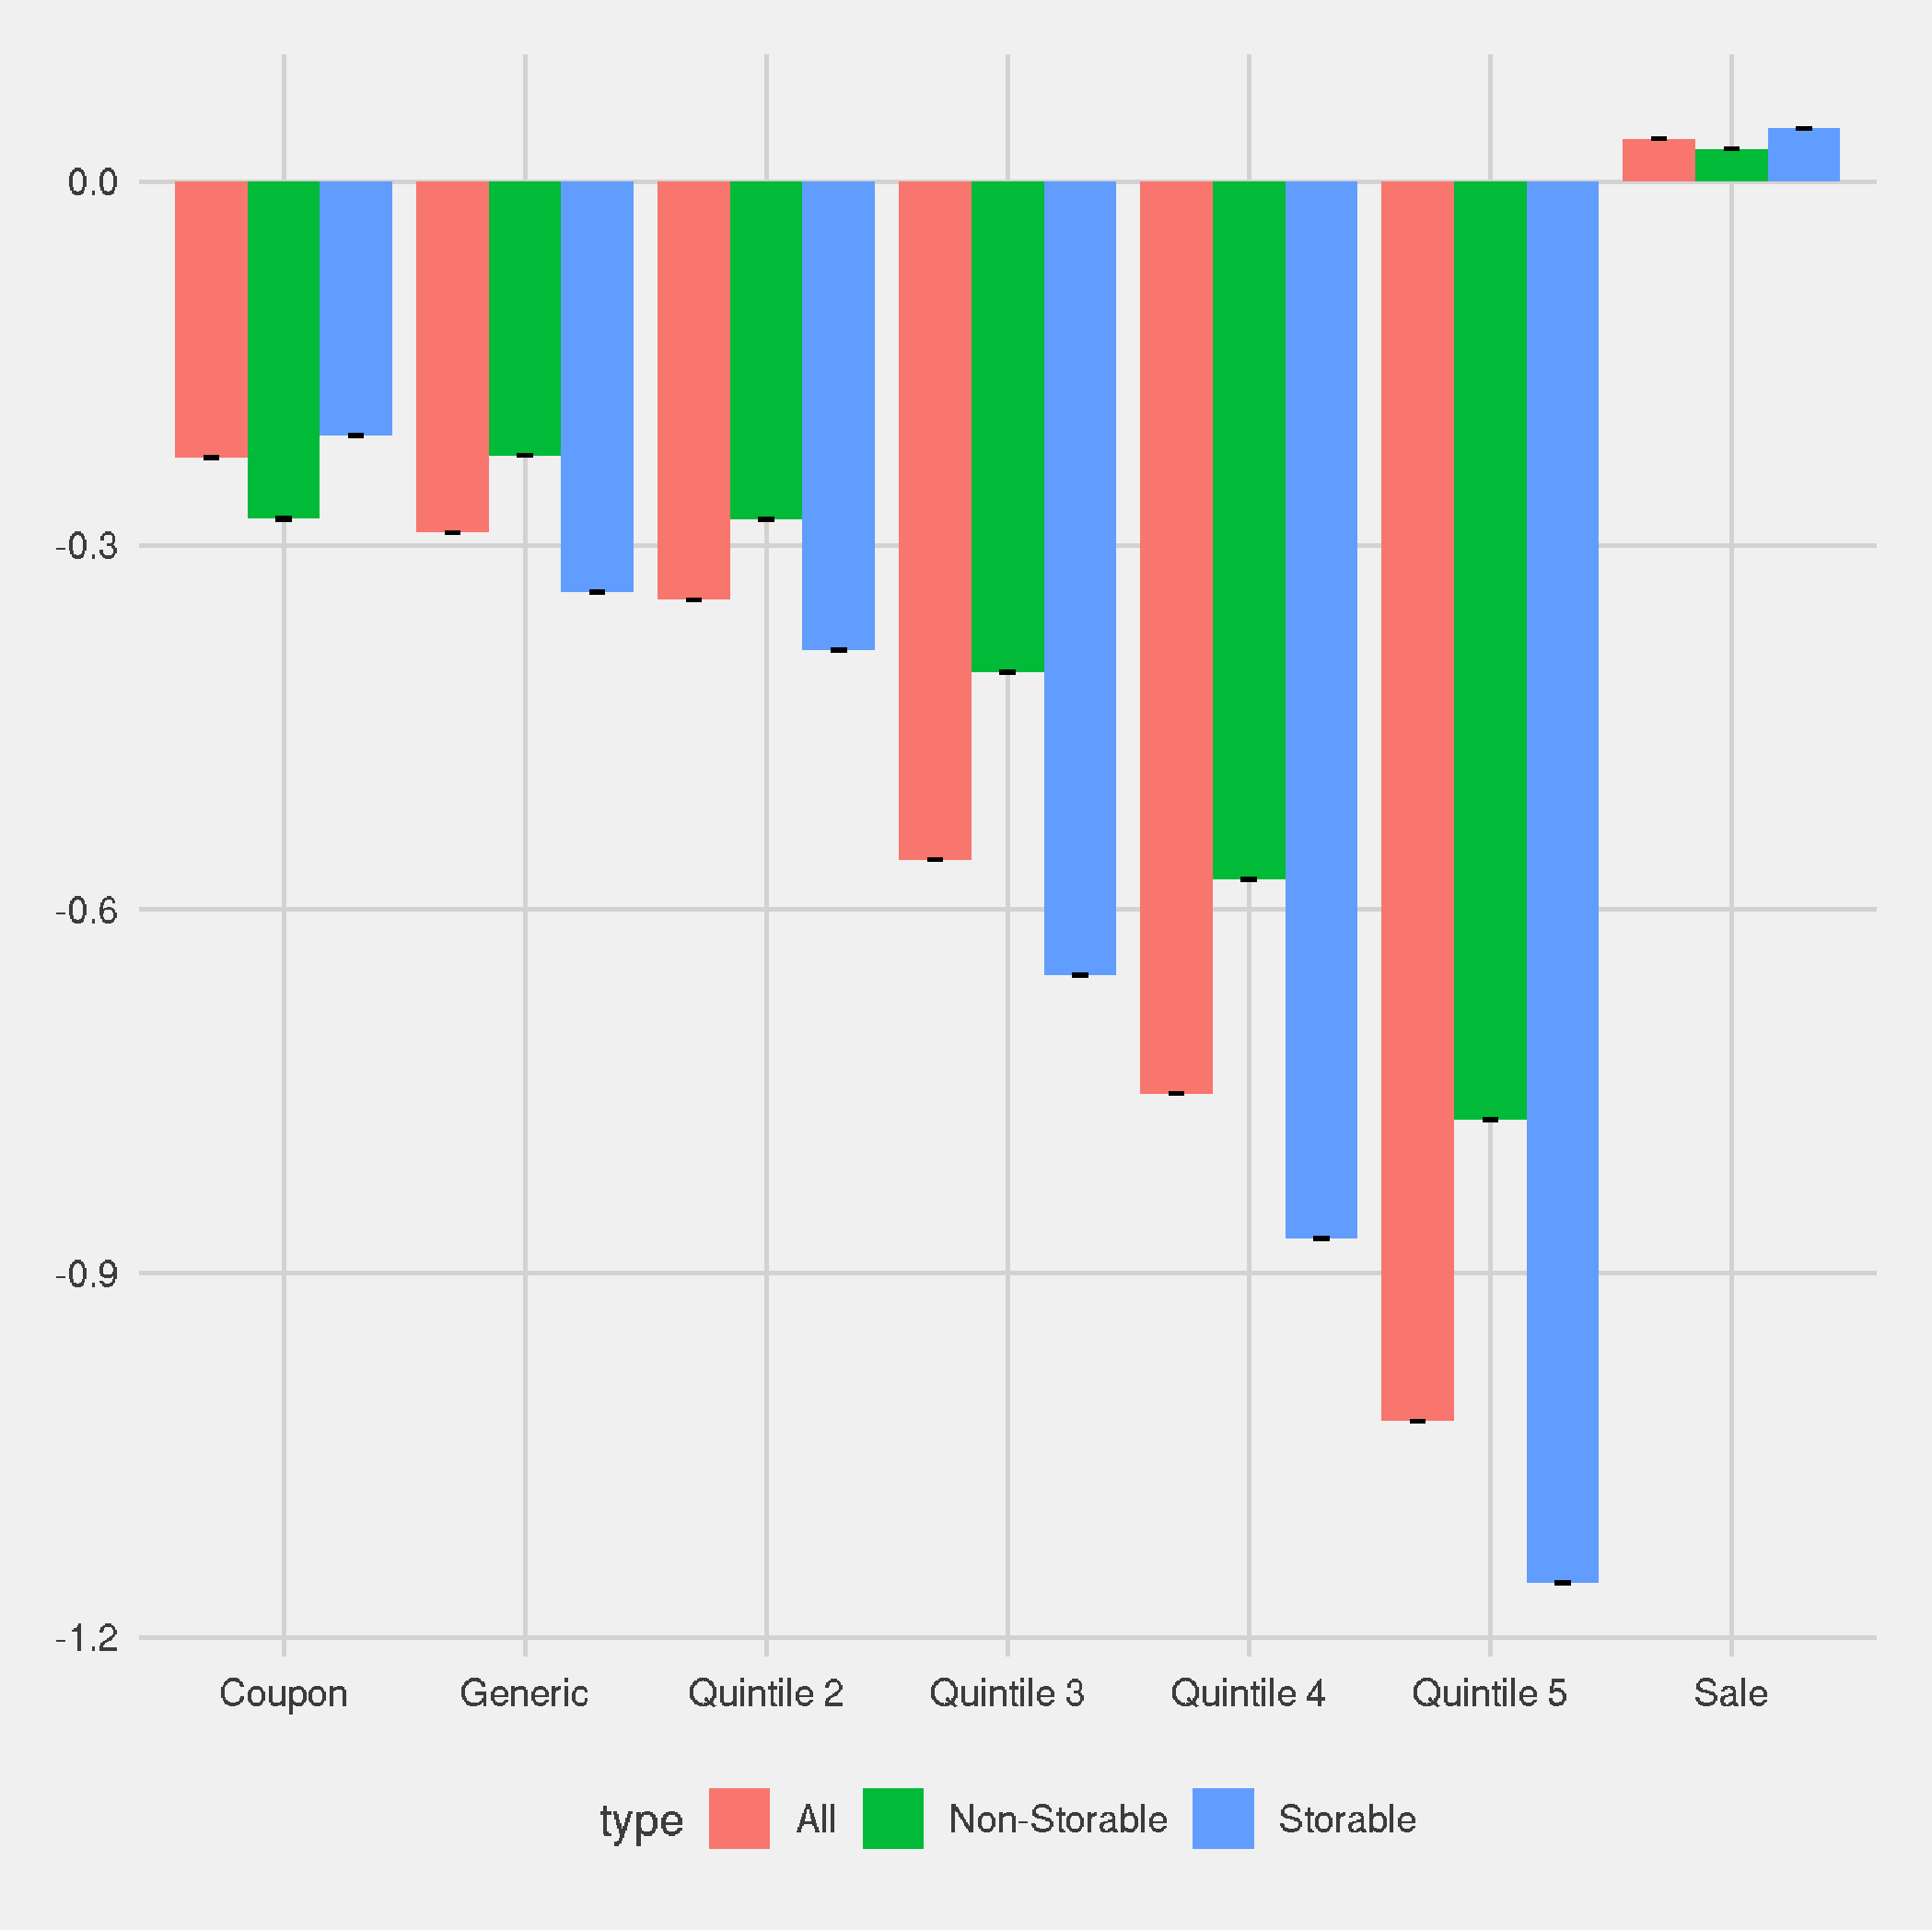 0.0
-0.3
-0.6
-0.9
-1.2
Coupon Generic Quintile 2 Quintile 3 Quintile 4 Quintile 5 Sale
type All Non-Storable Storable